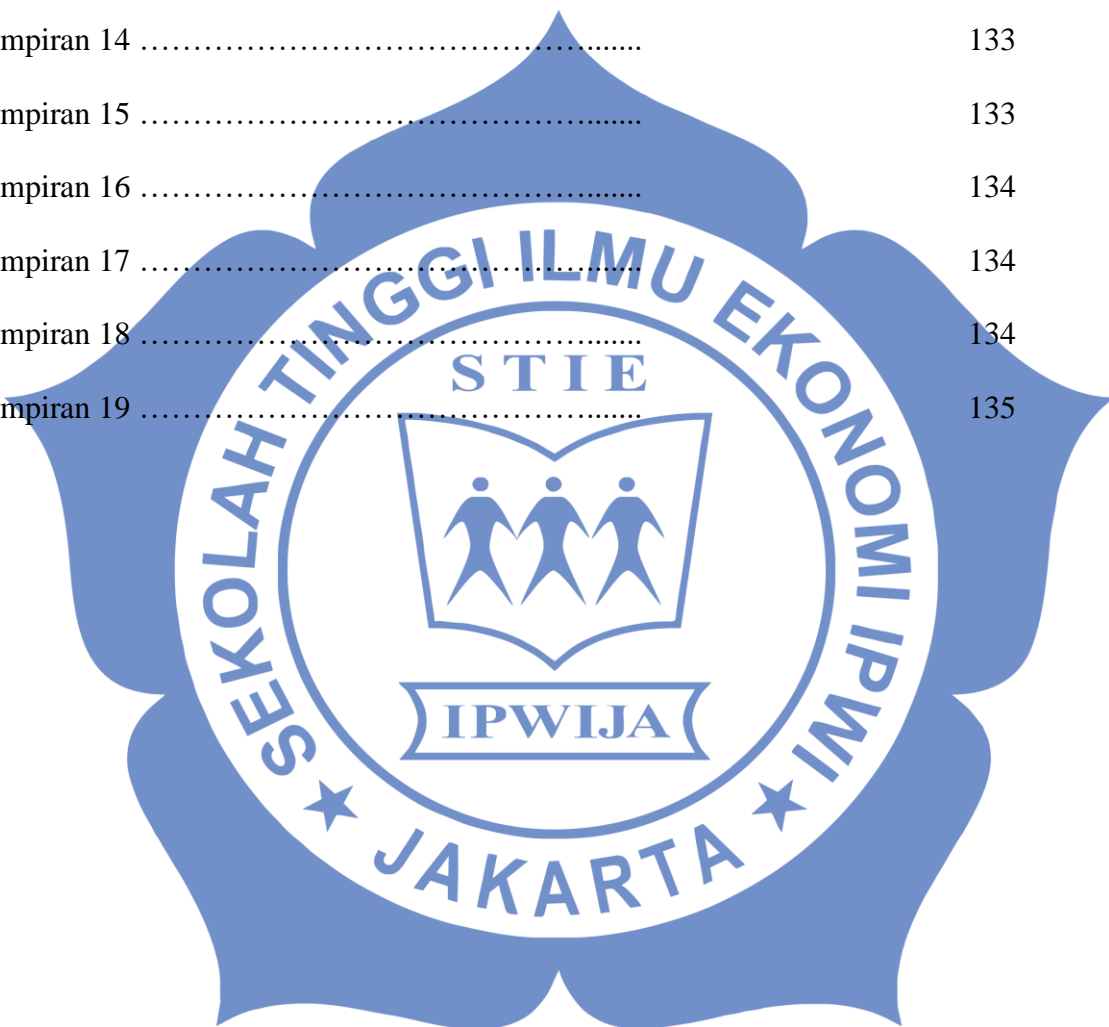 mpiran 14 ……………………………………………...... 133
mpiran 15 ……………………………………………....... 133
mpiran 16 ……………………………………………....... 134
mpiran 17 ……………………………………………....... 134
mpiran 18 ……………………………………………....... 134
mpiran 19 ……………………………………………....... 135
SEKOLAH TINGGI ILMU EKONOMI IPWI
STIE
IPWIJA
JAKARTA